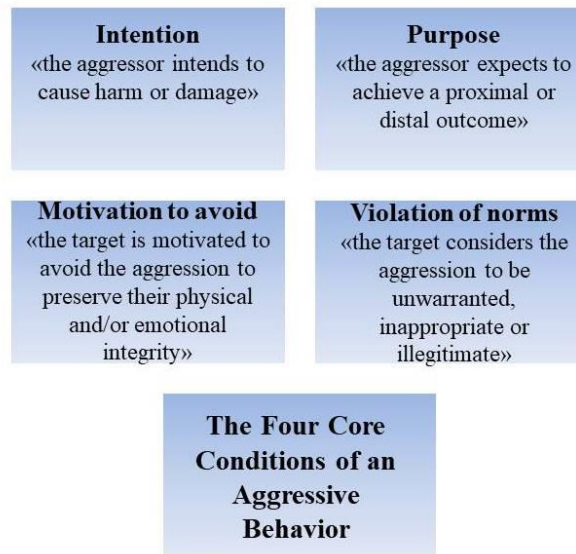 Intention
«the aggressor intends to
cause harm or damage»
Purpose
«the aggressor expects to
achieve a proximal or
distal outcome»
Motivation to avoid
«the target is motivated to
avoid the aggression to
preserve their physical
and/or emotional
integrity»
Violation of norms
«the target considers the
aggression to be
unwarranted,
inappropriate or
illegitimate»
The Four Core
Conditions of an
Aggressive
Behavior